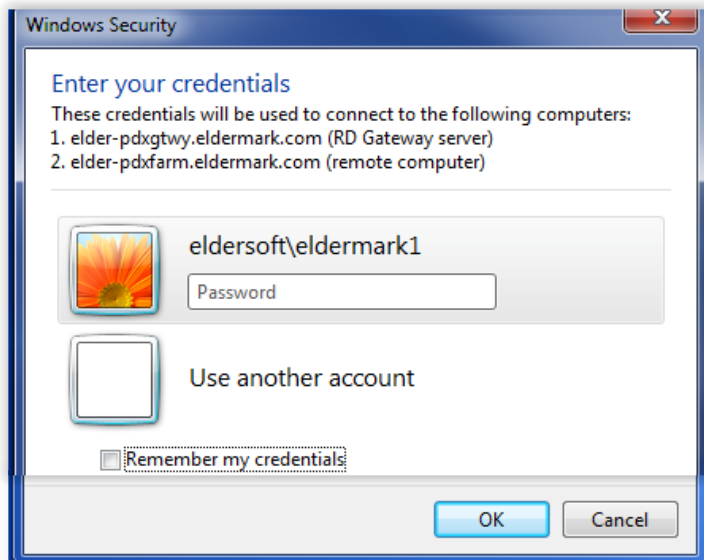 Windows Security
Enter your credentials
These credentials will be used to connect to the following computers:
1. elder-pdxgtwy.eldermark.com (RD Gateway server)
2. elder-pdxfarm.eldermark.com (remote computer)
eldersoft\eldermark1
Password
Use another account
Remember my credentials
OK Cancel